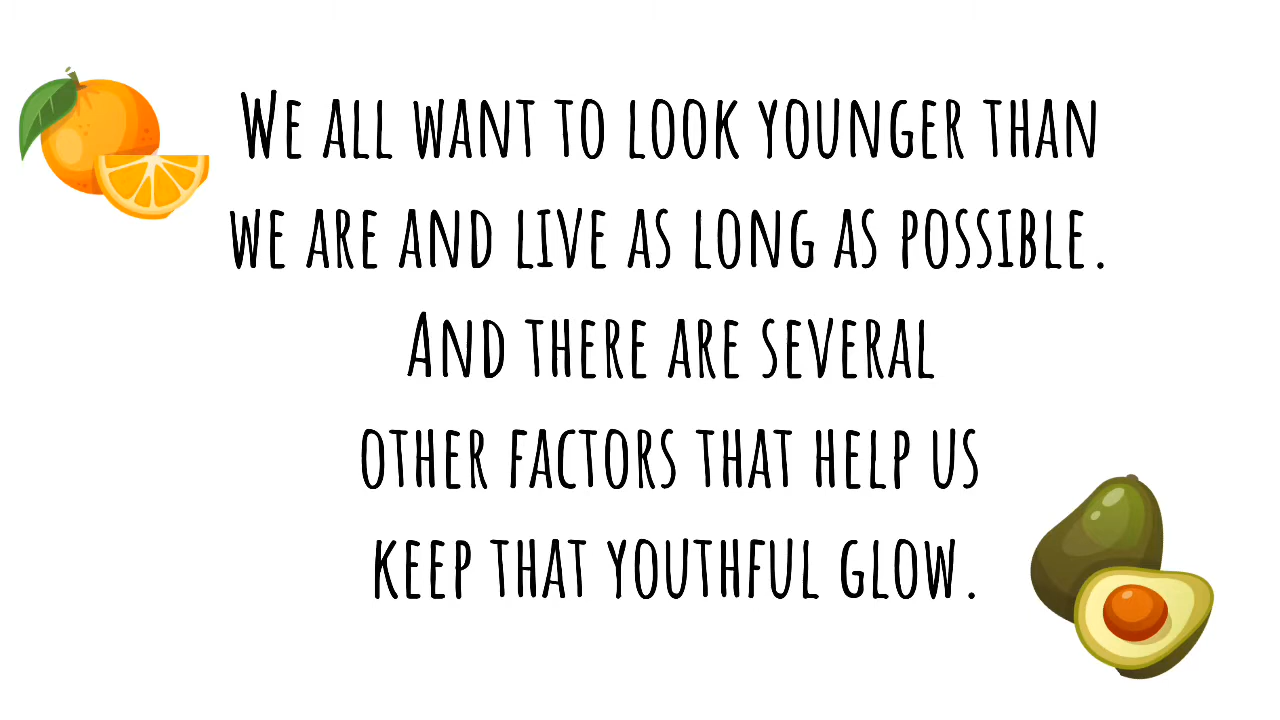 We all want to look younger than
we are and live as long as possible.
And there are several
other factors that help us
keep that youthful glow.